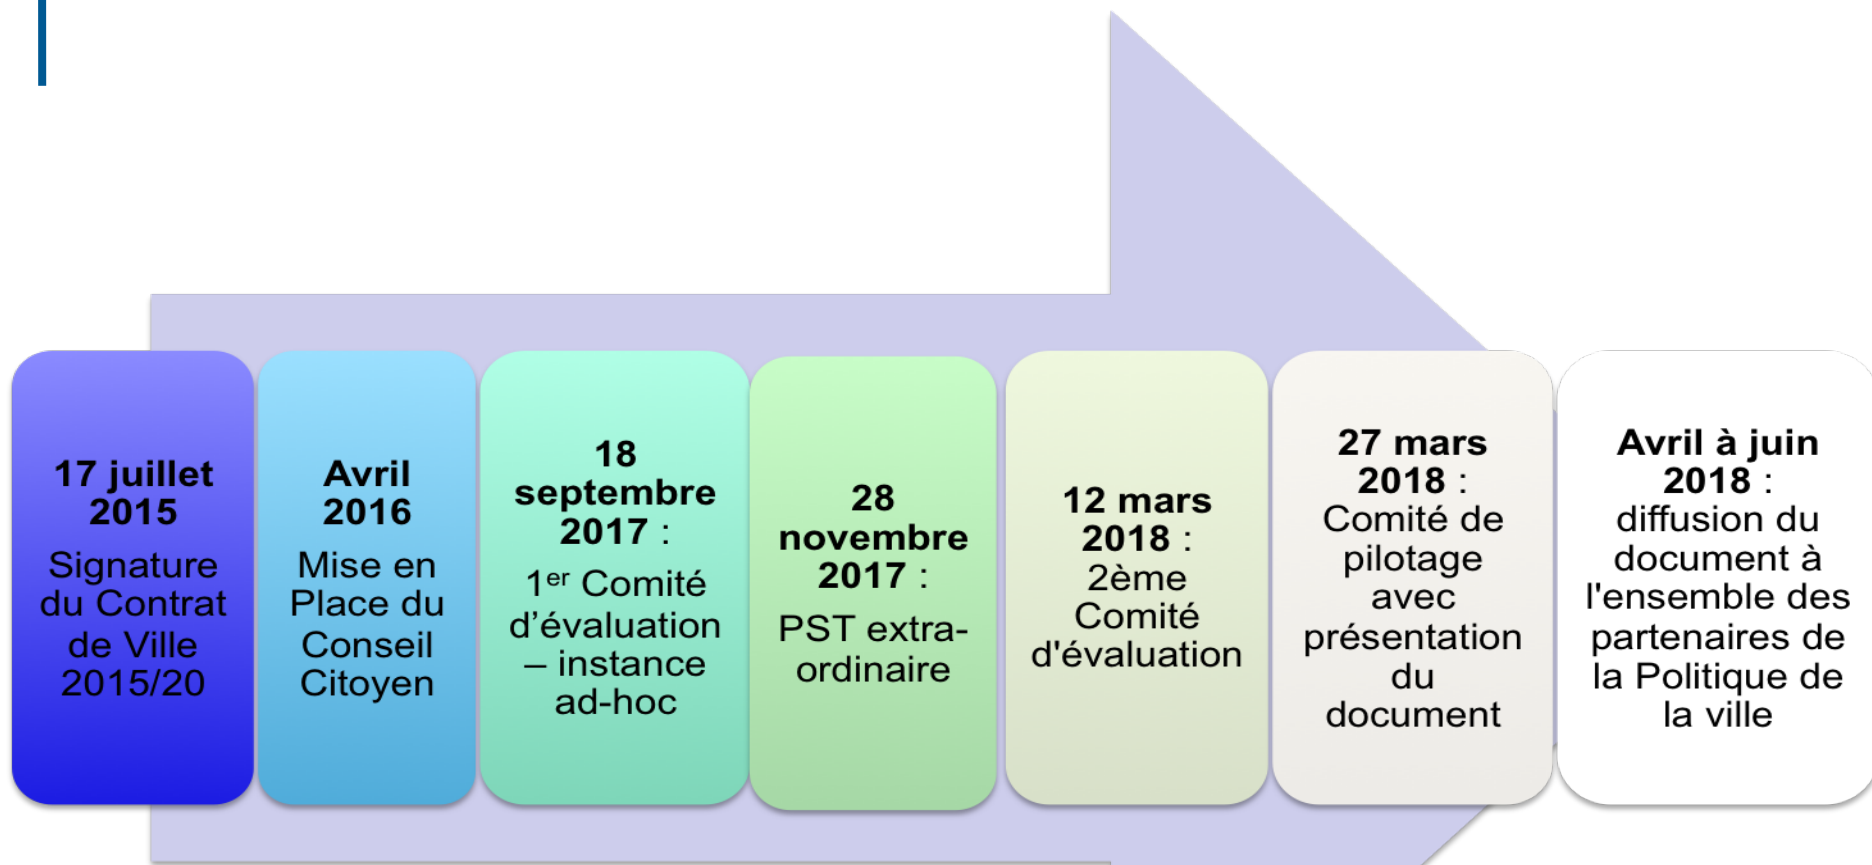 17 juillet
2015
Signature
du Contrat
de Ville
2015/20
Avril
2016
Mise en
Place du
Conseil
Citoyen
18
septembre
2017 :
1er Comité
d’évaluation
– instance
ad-hoc
28
novembre
2017 :
PST extra-
ordinaire
12 mars
2018 :
2ème
Comité
d'évaluation
27 mars
2018 :
Comité de
pilotage
avec
présentation
du
document
Avril à juin
2018 :
diffusion du
document à
l'ensemble des
partenaires de
la Politique de
la ville